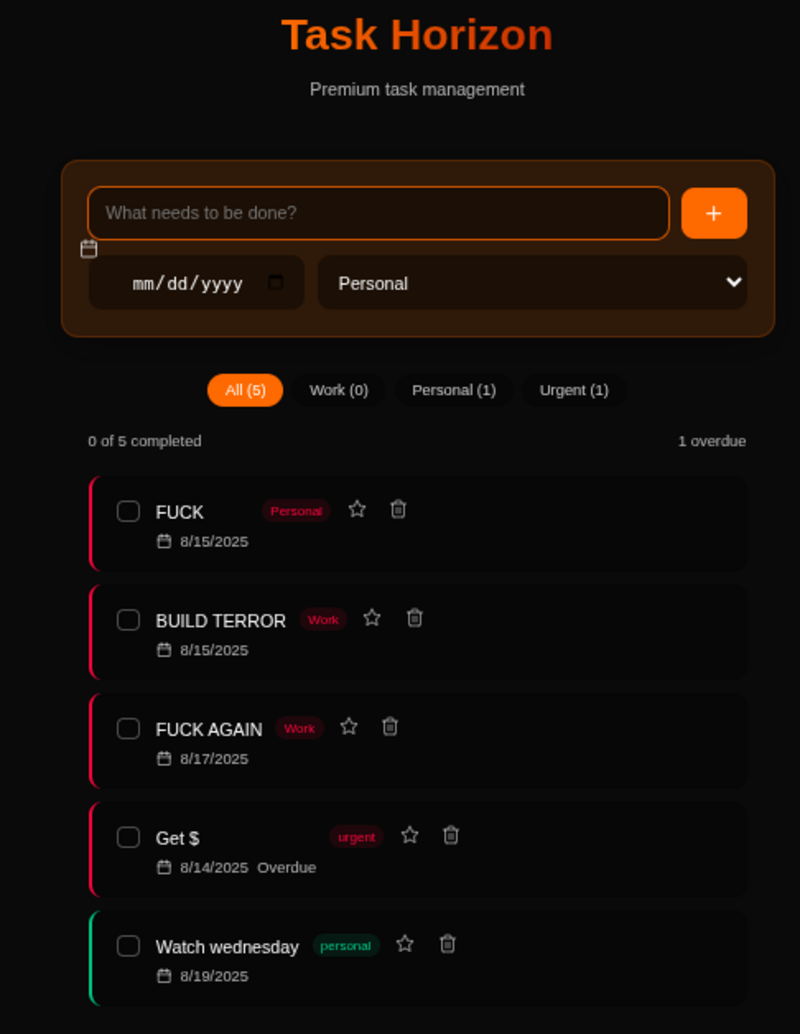 Task Horizon
Premium task management
What needs to be done?
+
mm/dd/yyyy Personal
All (5) Work (0) Personal (1) Urgent (1)
0 of 5 completed 1 overdue
FUCK Personal
8/15/2025
BUILD TERROR Work
8/15/2025
FUCK AGAIN Work
8/17/2025
Get $ urgent
8/14/2025 Overdue
Watch wednesday personal
8/19/2025